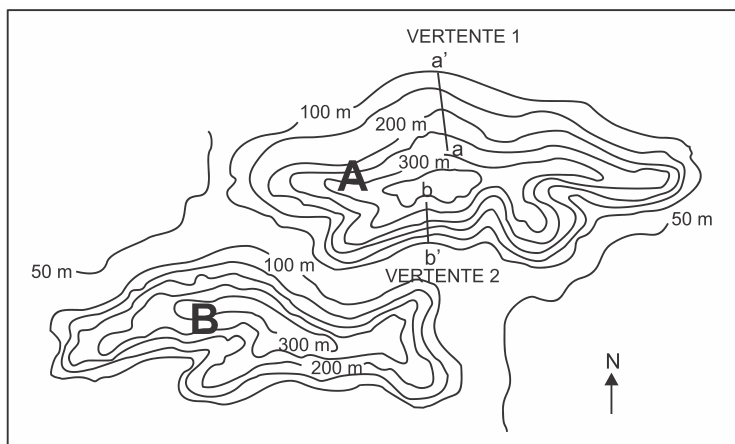 VERTENTE 1
a'
100 m
200 m
a
300 m
A
b
50 m
b'
100 m
50 m
VERTENTE 2
B
300 m
200 m
N